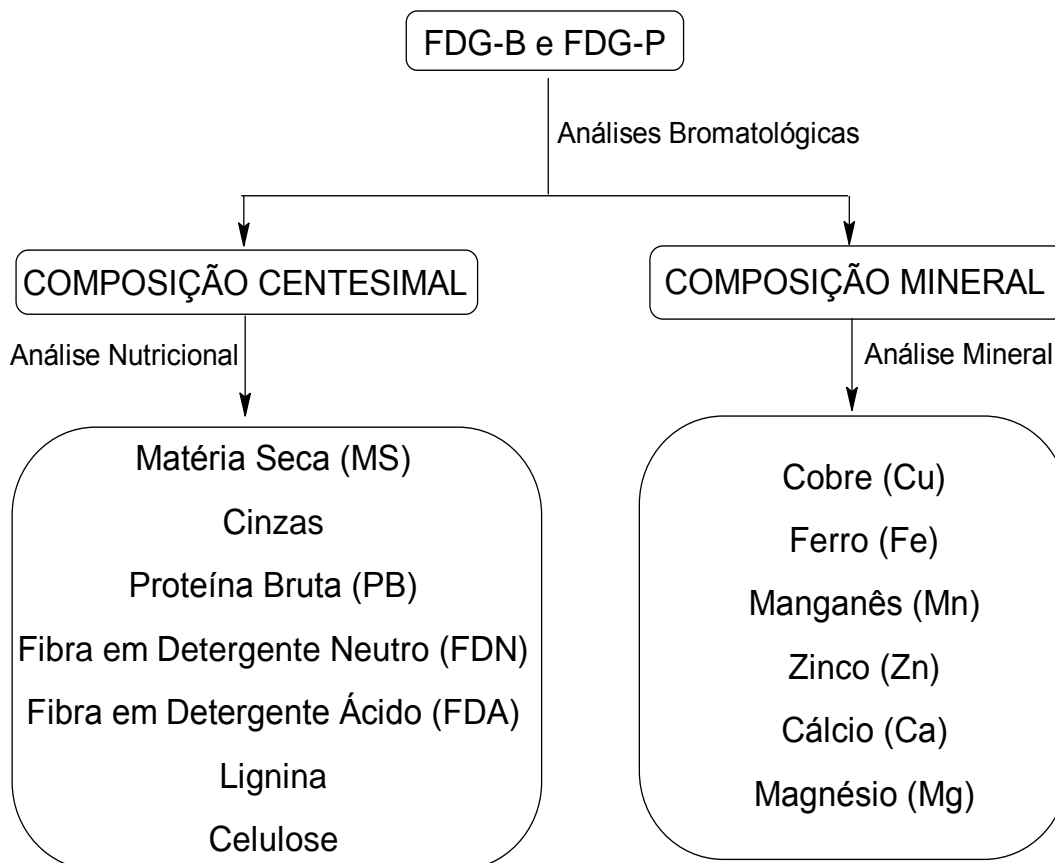 FDG-B e FDG-P
Análises Bromatológicas
COMPOSIÇÃO CENTESIMAL
Análise Nutricional
Matéria Seca (MS)
Cinzas
Proteína Bruta (PB)
Fibra em Detergente Neutro (FDN)
Fibra em Detergente Ácido (FDA)
Lignina
Celulose
COMPOSIÇÃO MINERAL
Análise Mineral
Cobre (Cu)
Ferro (Fe)
Manganês (Mn)
Zinco (Zn)
Cálcio (Ca)
Magnésio (Mg)